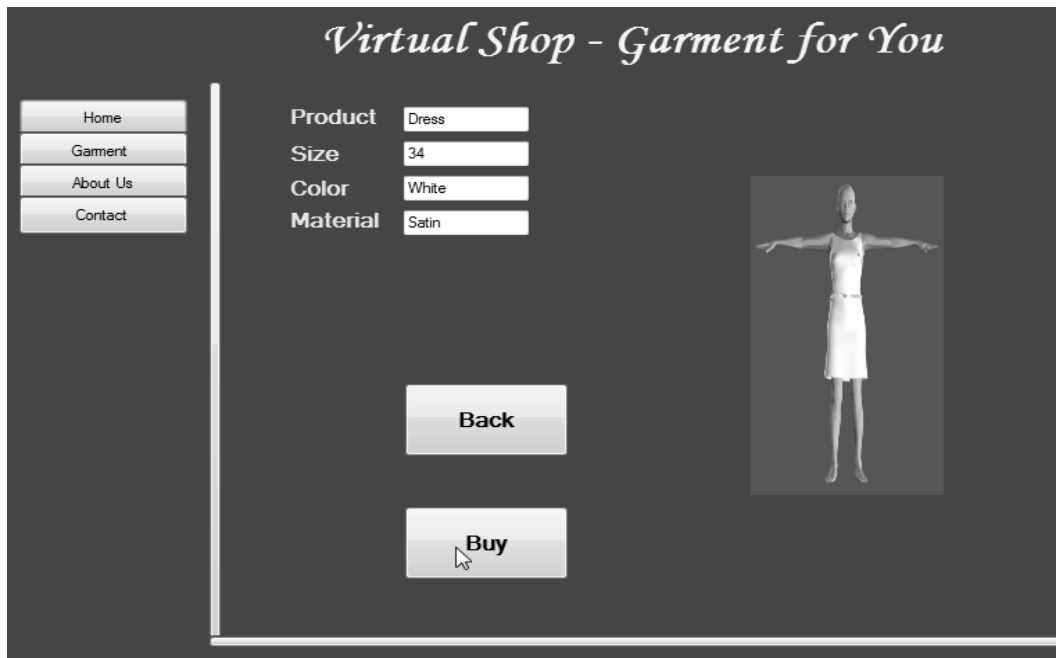 Virtual Shop - Garment for You
Home
Garment
About Us
Contact
Product Dress
Size 34
Color White
Material Satin
Back
Buy